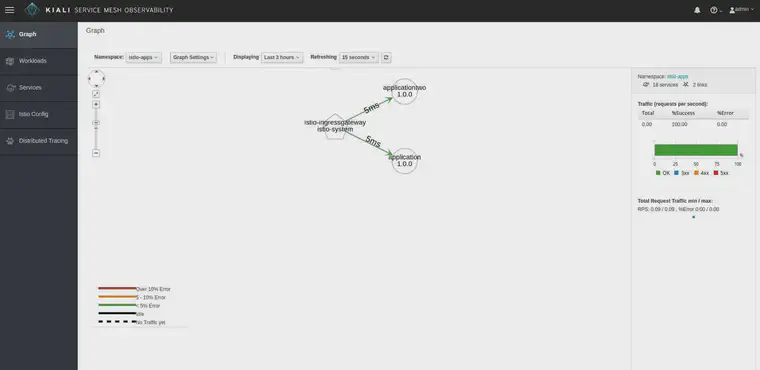 KIALI SERVICE MESH OBSERVABILITY
admin
Graph
Workloads
Services
Istio Config
Distributed Tracing
Graph
Namespace: istio-apps Graph Settings Displaying Last 3 hours Refreshing 15 seconds
applicationtwo
1.0.0
5ms
istio-ingressgateway
istio-system
5ms
application
1.0.0
Over 10% Error
5 - 10% Error
< 5% Error
Idle
No Traffic yet
Namespace: istio-apps
18 services 2 links
Traffic (requests per second):
Total %Success %Error
0.00 100.00 0.00
%
0 25 50 75 100
OK 3xx 4xx 5xx
Total Request Traffic min / max:
RPS: 0.09 / 0.09 , %Error 0.00 / 0.00